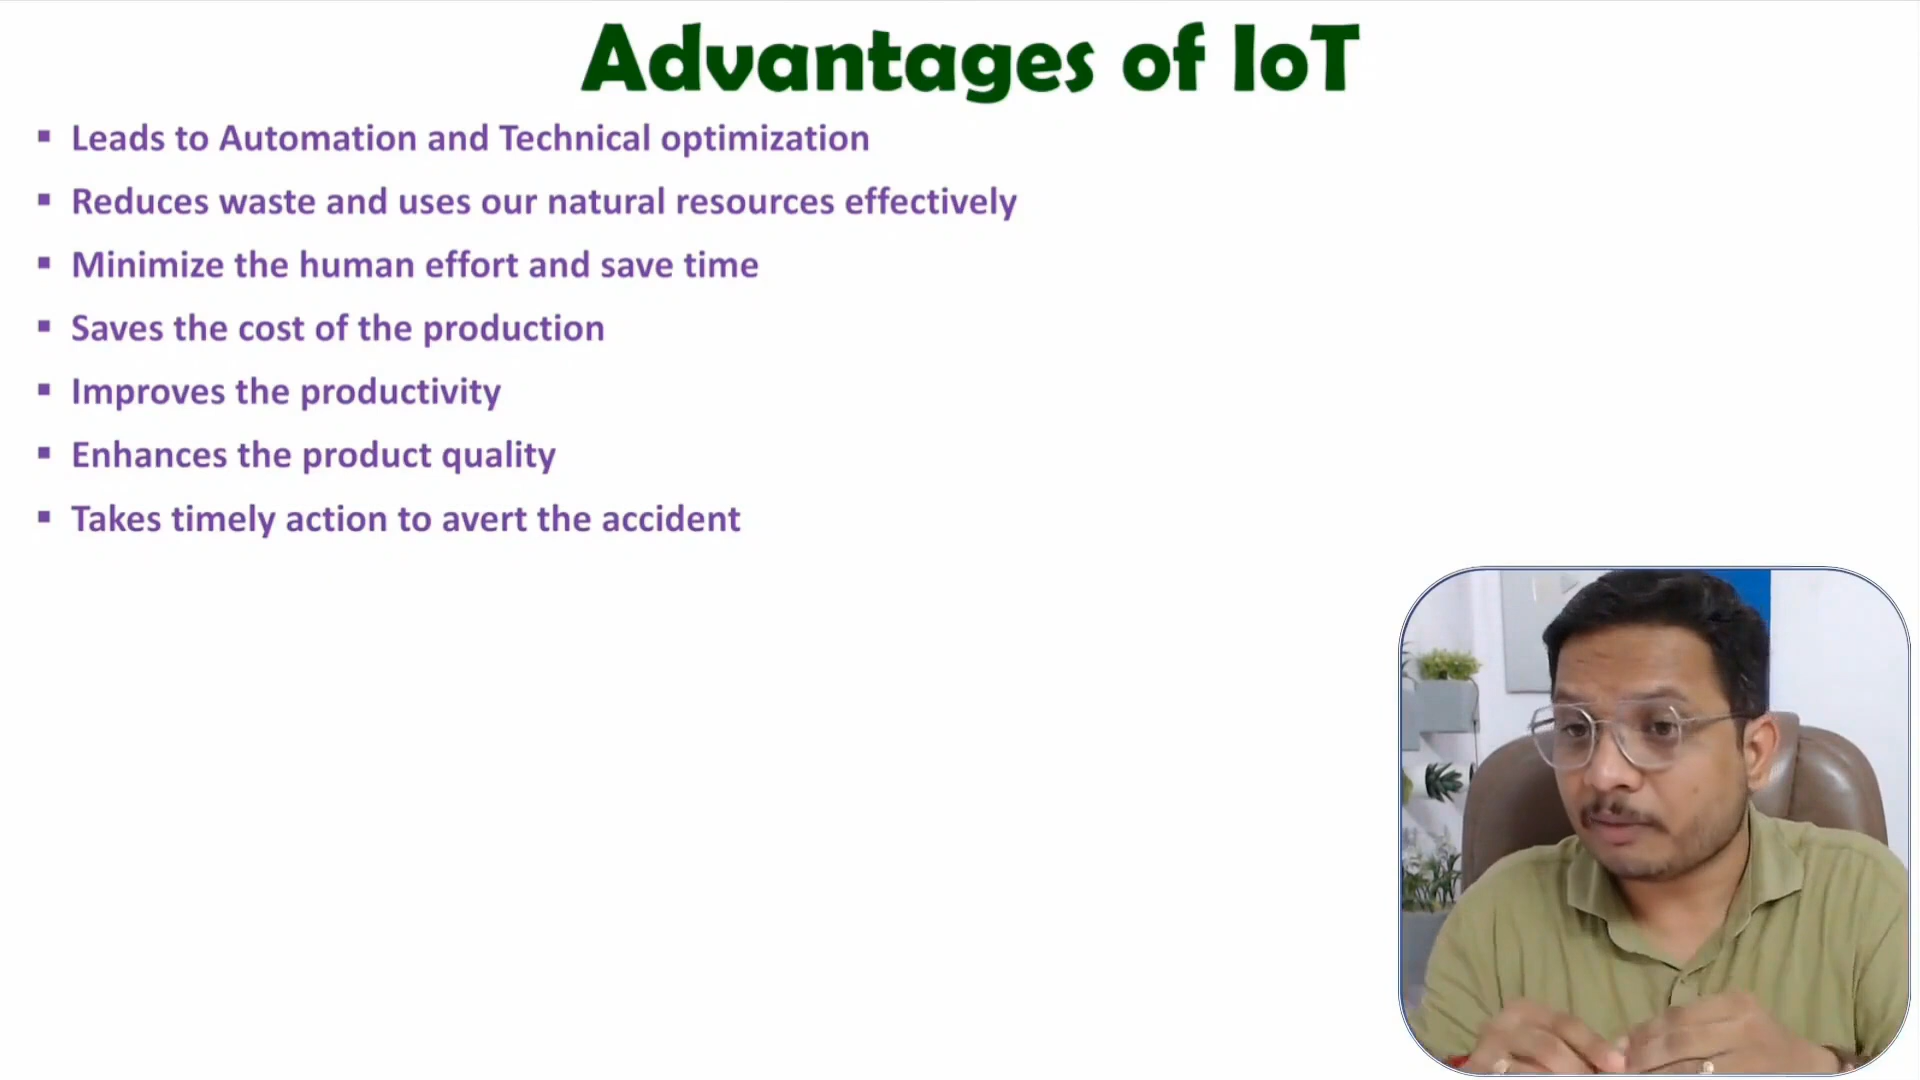 Advantages of IoT
▪ Leads to Automation and Technical optimization
▪ Reduces waste and uses our natural resources effectively
▪ Minimize the human effort and save time
▪ Saves the cost of the production
▪ Improves the productivity
▪ Enhances the product quality
▪ Takes timely action to avert the accident